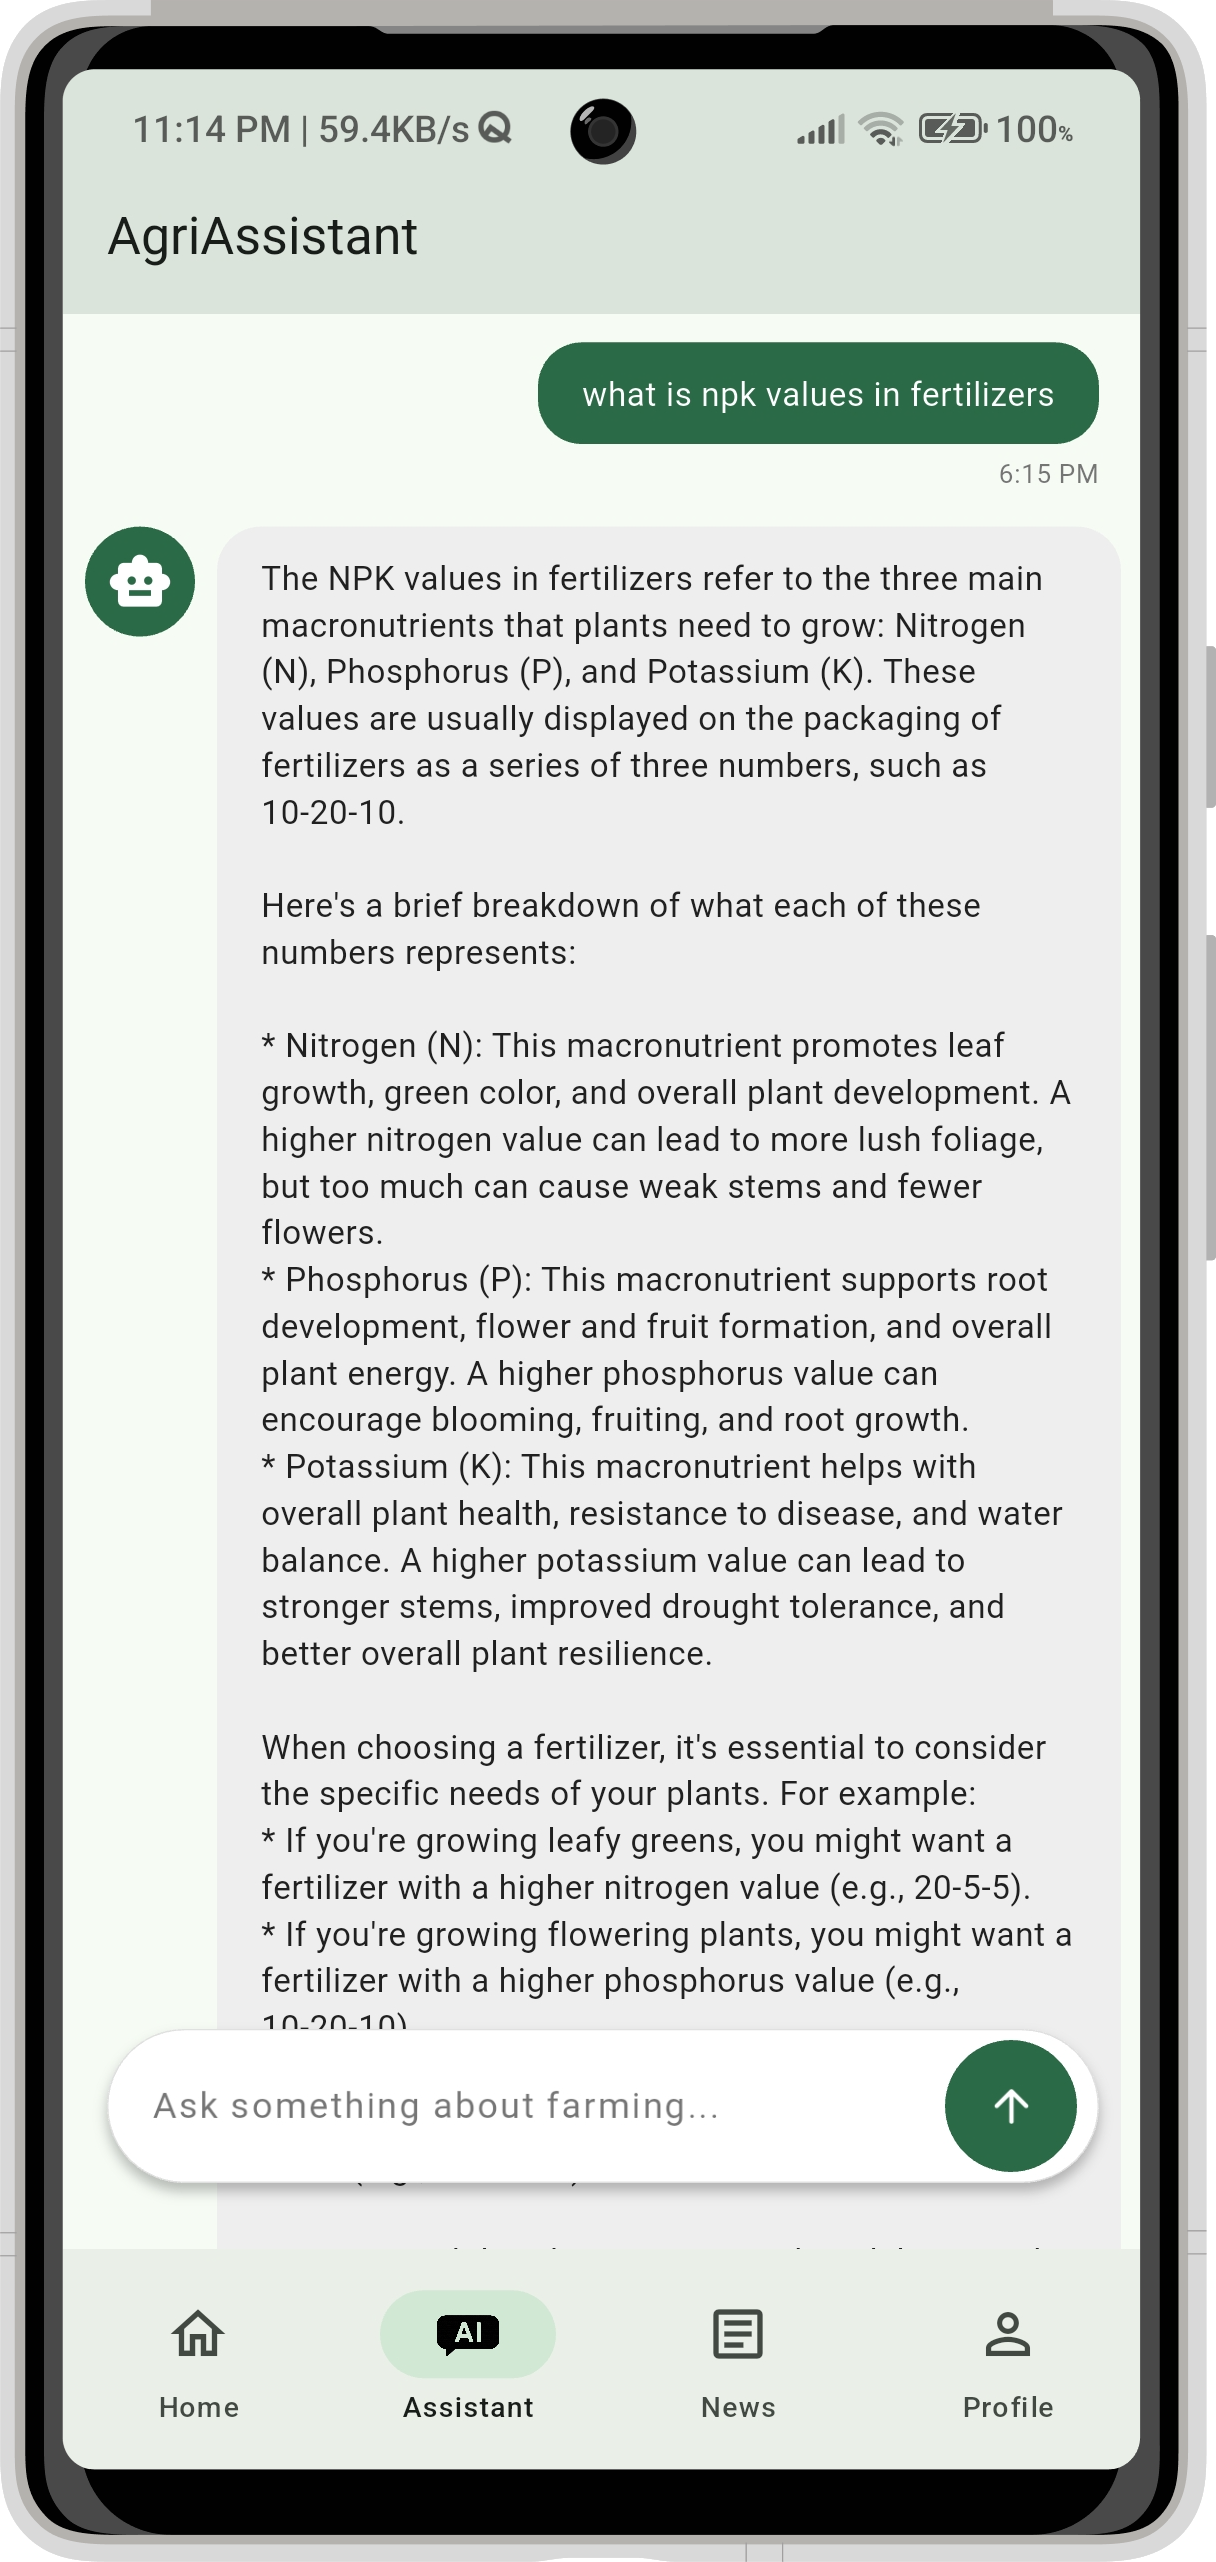 11:14 PM | 59.4KB/s
100%
AgriAssistant
what is npk values in fertilizers
6:15 PM
The NPK values in fertilizers refer to the three main
macronutrients that plants need to grow: Nitrogen
(N), Phosphorus (P), and Potassium (K). These
values are usually displayed on the packaging of
fertilizers as a series of three numbers, such as
10-20-10.
Here's a brief breakdown of what each of these
numbers represents:
* Nitrogen (N): This macronutrient promotes leaf
growth, green color, and overall plant development. A
higher nitrogen value can lead to more lush foliage,
but too much can cause weak stems and fewer
flowers.
* Phosphorus (P): This macronutrient supports root
development, flower and fruit formation, and overall
plant energy. A higher phosphorus value can
encourage blooming, fruiting, and root growth.
* Potassium (K): This macronutrient helps with
overall plant health, resistance to disease, and water
balance. A higher potassium value can lead to
stronger stems, improved drought tolerance, and
better overall plant resilience.
When choosing a fertilizer, it's essential to consider
the specific needs of your plants. For example:
* If you're growing leafy greens, you might want a
fertilizer with a higher nitrogen value (e.g., 20-5-5).
* If you're growing flowering plants, you might want a
fertilizer with a higher phosphorus value (e.g.,
10-20-10)
Ask something about farming...
AI
Home
Assistant
News
Profile